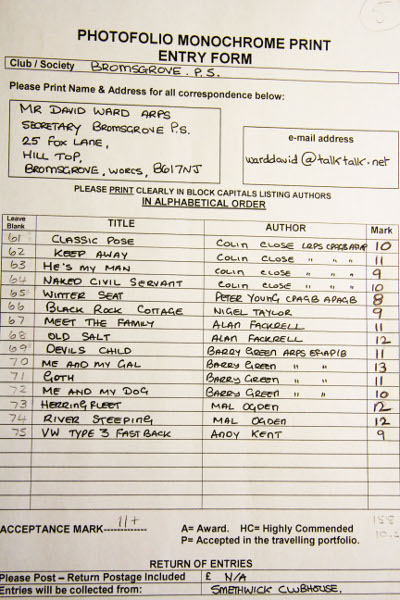 5
PHOTOFOLIO MONOCHROME PRINT
ENTRY FORM
Club / Society BROMSGROVE. P.S.
Please Print Name & Address for all correspondence below:
MR DAVID WARD ARPS
SECRETARY BROMSGROVE P.S.
25 FOX LANE,
HILL TOP,
BROMSGROVE, WORCS, B617NJ
e-mail address
warddavid@talktalk.net
PLEASE PRINT CLEARLY IN BLOCK CAPITALS LISTING AUTHORS
IN ALPHABETICAL ORDER
Leave Blank TITLE AUTHOR Mark
61 CLASSIC POSE COLIN CLOSE LRPS CPAGB 10
62 KEEP AWAY COLIN CLOSE " " " 11
63 HE'S MY MAN COLIN CLOSE " " " 9
64 NAKED CIVIL SERVANT COLIN CLOSE " " " 10
65 WINTER SEAT PETER YOUNG CPAGB APAGB 8
66 BLACK ROCK COTTAGE NIGEL TAYLOR 9
67 MEET THE FAMILY ALAN FACKRELL 11
68 OLD SALT ALAN FACKRELL 12
69 DEVILS CHILD BARRY GREEN ARPS EFIAP 11
70 ME AND MY GAL BARRY GREEN " " 13
71 GOTH BARRY GREEN " " 11
72 ME AND MY DOG BARRY GREEN " " 10
73 HERRING FLEET MAL OGDEN 12
74 RIVER STEEPING MAL OGDEN 12
75 VW TYPE 3 FASTBACK ANDY KENT 9
ACCEPTANCE MARK 11+
A= Award. HC= Highly Commended
P= Accepted in the travelling portfolio.
158
RETURN OF ENTRIES
Please Post – Return Postage Included £ N/A
Entries will be collected from: SMETHWICK CLUBHOUSE.